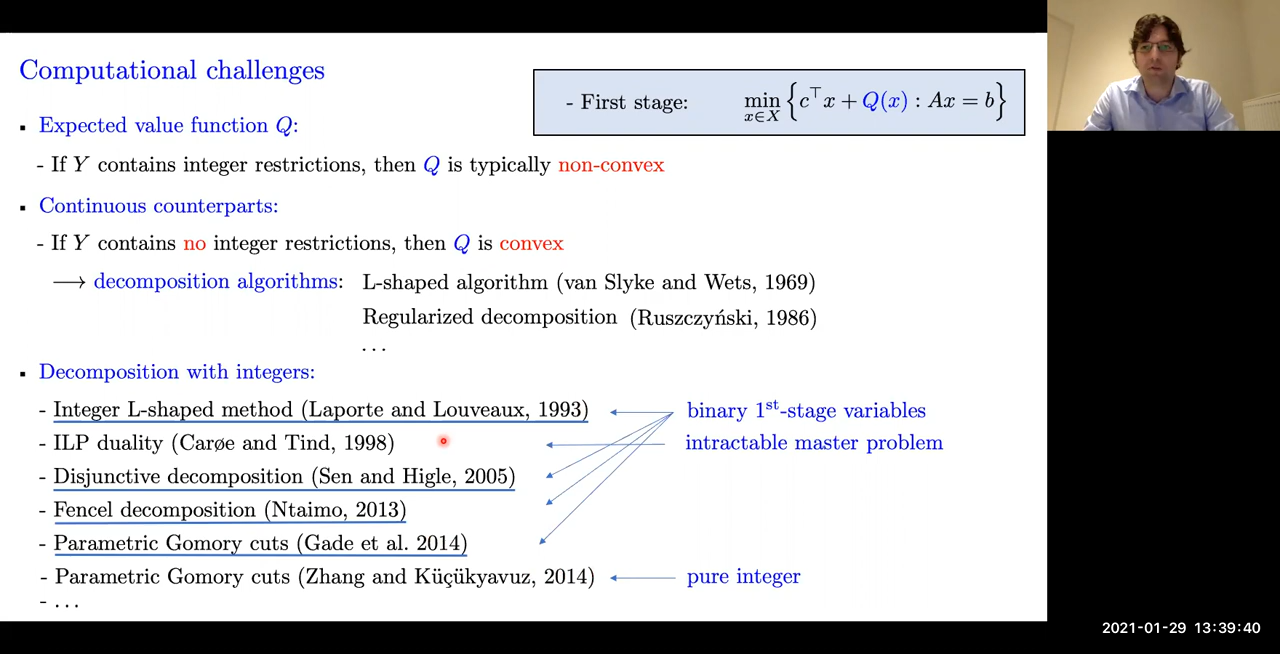 Computational challenges
- First stage: min x∈X {c⊤x + Q(x) : Ax = b}
▪ Expected value function Q:
- If Y contains integer restrictions, then Q is typically non-convex
▪ Continuous counterparts:
- If Y contains no integer restrictions, then Q is convex
⟶ decomposition algorithms: L-shaped algorithm (van Slyke and Wets, 1969)
Regularized decomposition (Ruszczyński, 1986)
...
▪ Decomposition with integers:
- Integer L-shaped method (Laporte and Louveaux, 1993) binary 1st-stage variables
- ILP duality (Carøe and Tind, 1998) intractable master problem
- Disjunctive decomposition (Sen and Higle, 2005)
- Fencel decomposition (Ntaimo, 2013)
- Parametric Gomory cuts (Gade et al. 2014)
- Parametric Gomory cuts (Zhang and Küçükyavuz, 2014) pure integer
- ...
2021-01-29 13:39:40